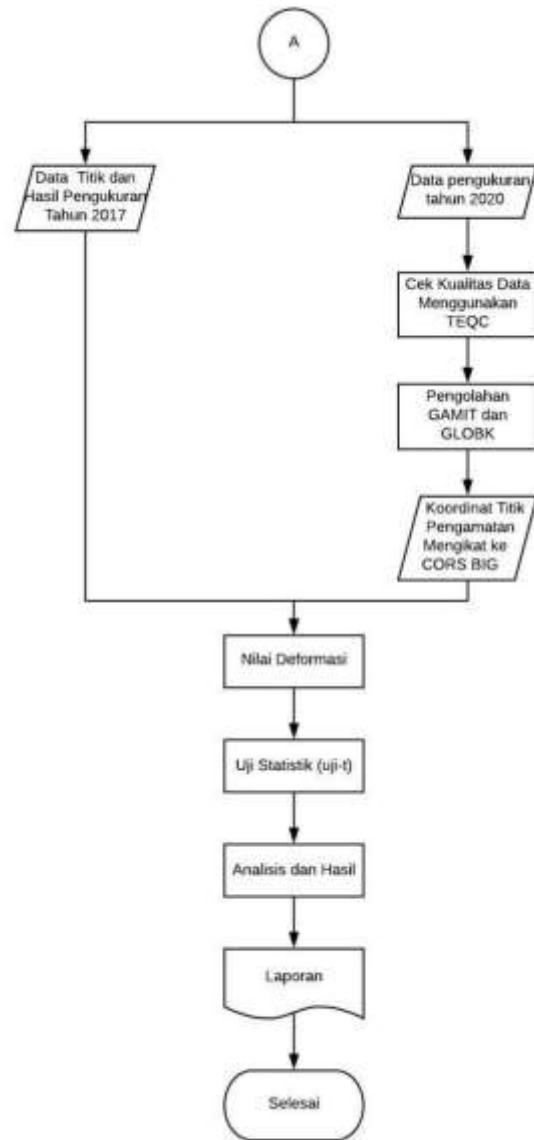 A
Data Titik dan
Hasil Pengukuran
Tahun 2017
Data pengukuran
tahun 2020
Cek Kualitas Data
Menggunakan
TEQC
Pengolahan
GAMIT dan
GLOBK
Koordinat Titik
Pengamatan
Mengikat ke
CORS BIG
Nilai Deformasi
Uji Statistik (uji-t)
Analisis dan Hasil
Laporan
Selesai